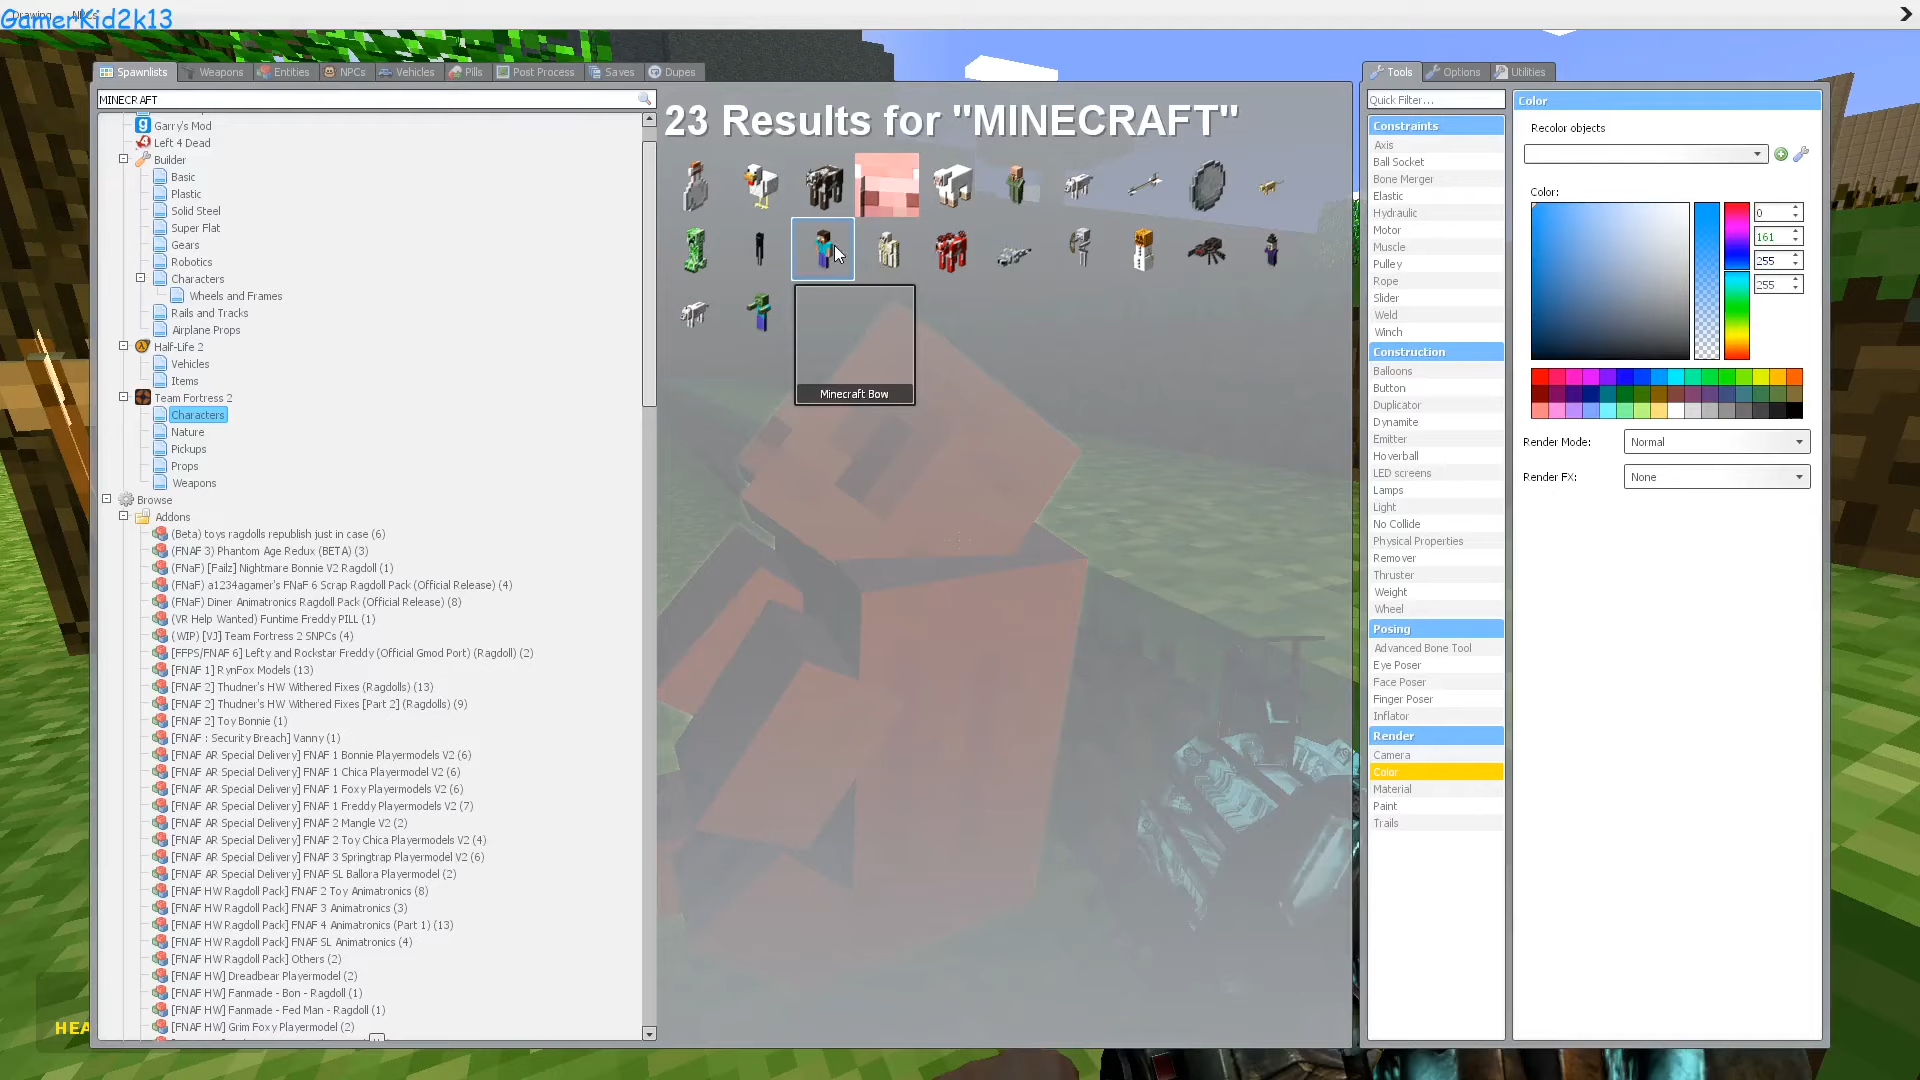 GamerKid2k13
Spawnlists
Weapons
Entities
NPCs
Vehicles
Pills
Post Process
Saves
Dupes
MINECRAFT
Garry's Mod
Left 4 Dead
Builder
Basic
Plastic
Solid Steel
Super Flat
Gears
Robotics
Characters
Wheels and Frames
Rails and Tracks
Airplane Props
Half-Life 2
Vehicles
Items
Team Fortress 2
Characters
Nature
Pickups
Props
Weapons
Browse
Addons
(Beta) toys ragdolls republish just in case (6)
(FNAF 3) Phantom Age Redux (BETA) (3)
(FNaF) [Failz] Nightmare Bonnie V2 Ragdoll (1)
(FNaF) a1234agamer's FNaF 6 Scrap Ragdoll Pack (Official Release) (4)
(FNaF) Diner Animatronics Ragdoll Pack (Official Release) (8)
(VR Help Wanted) Funtime Freddy PILL (1)
(WIP) [VJ] Team Fortress 2 SNPCs (4)
[FFPS/FNAF 6] Lefty and Rockstar Freddy (Official Gmod Port) (Ragdoll) (2)
[FNAF 1] RynFox Models (13)
[FNAF 2] Thudner's HW Withered Fixes (Ragdolls) (13)
[FNAF 2] Thudner's HW Withered Fixes [Part 2] (Ragdolls) (9)
[FNAF 2] Toy Bonnie (1)
[FNAF : Security Breach] Vanny (1)
[FNAF AR Special Delivery] FNAF 1 Bonnie Playermodels V2 (6)
[FNAF AR Special Delivery] FNAF 1 Chica Playermodel V2 (6)
[FNAF AR Special Delivery] FNAF 1 Foxy Playermodels V2 (6)
[FNAF AR Special Delivery] FNAF 1 Freddy Playermodels V2 (7)
[FNAF AR Special Delivery] FNAF 2 Mangle V2 (2)
[FNAF AR Special Delivery] FNAF 2 Toy Chica Playermodels V2 (4)
[FNAF AR Special Delivery] FNAF 3 Springtrap Playermodel V2 (6)
[FNAF AR Special Delivery] FNAF SL Ballora Playermodel (2)
[FNAF HW Ragdoll Pack] FNAF 2 Toy Animatronics (8)
[FNAF HW Ragdoll Pack] FNAF 3 Animatronics (3)
[FNAF HW Ragdoll Pack] FNAF 4 Animatronics (Part 1) (13)
[FNAF HW Ragdoll Pack] FNAF SL Animatronics (4)
[FNAF HW Ragdoll Pack] Others (2)
[FNAF HW] Dreadbear Playermodel (2)
[FNAF HW] Fanmade - Bon - Ragdoll (1)
[FNAF HW] Fanmade - Fed Man - Ragdoll (1)
[FNAF HW] Grim Foxy Playermodel (2)
HEA
23 Results for "MINECRAFT"
Minecraft Bow
Tools
Options
Utilities
Quick Filter...
Constraints
Axis
Ball Socket
Bone Merger
Elastic
Hydraulic
Motor
Muscle
Pulley
Rope
Slider
Weld
Winch
Construction
Balloons
Button
Duplicator
Dynamite
Emitter
Hoverball
LED screens
Lamps
Light
No Collide
Physical Properties
Remover
Thruster
Weight
Wheel
Posing
Advanced Bone Tool
Eye Poser
Face Poser
Finger Poser
Inflator
Render
Camera
Color
Material
Paint
Trails
Color
Recolor objects
Color:
0
161
255
255
Render Mode:
Normal
Render FX:
None